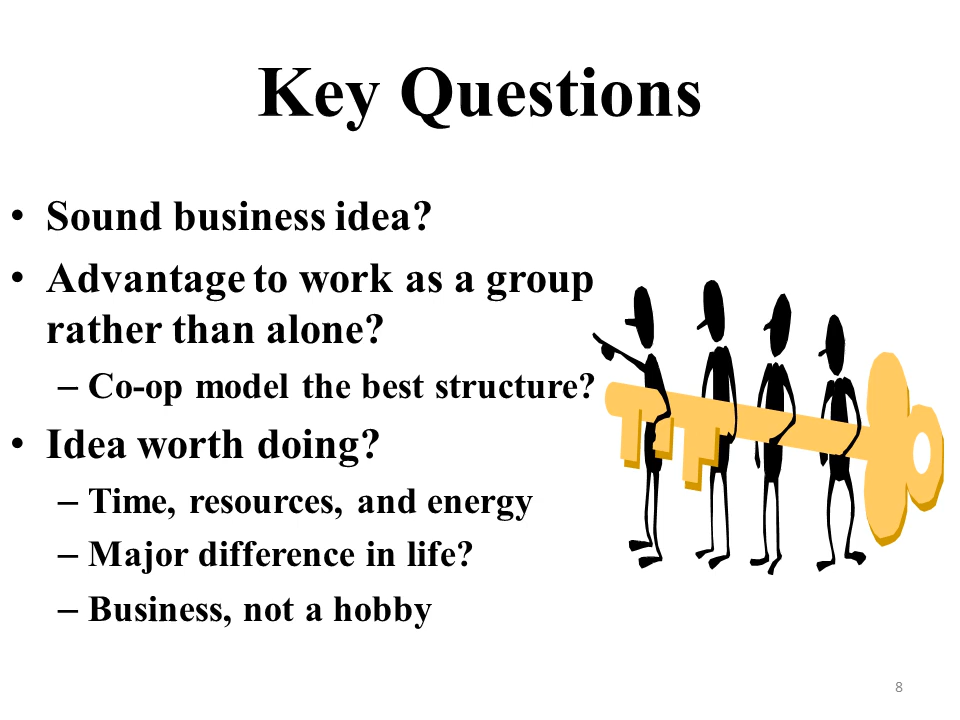 Key Questions
• Sound business idea?
• Advantage to work as a group
rather than alone?
– Co-op model the best structure?
• Idea worth doing?
– Time, resources, and energy
– Major difference in life?
– Business, not a hobby
8